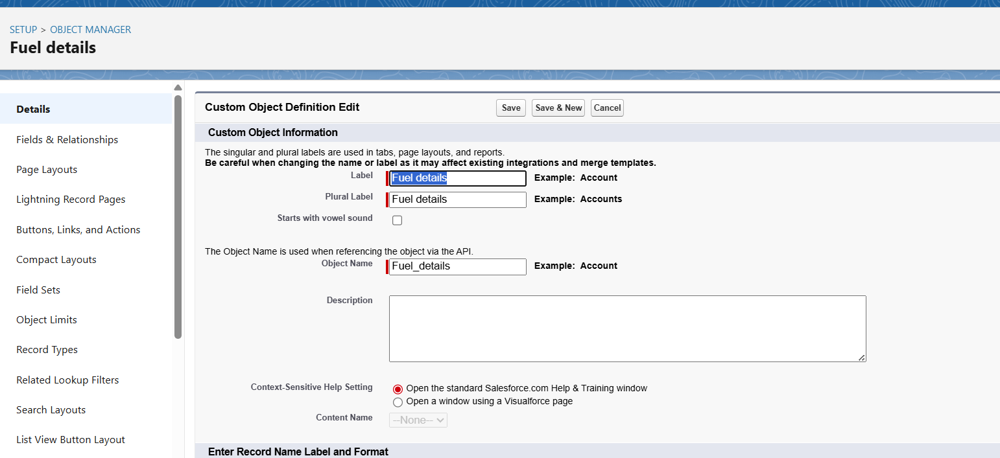 SETUP > OBJECT MANAGER
Fuel details
Details
Fields & Relationships
Page Layouts
Lightning Record Pages
Buttons, Links, and Actions
Compact Layouts
Field Sets
Object Limits
Record Types
Related Lookup Filters
Search Layouts
List View Button Layout
Custom Object Definition Edit Save Save & New Cancel
Custom Object Information
The singular and plural labels are used in tabs, page layouts, and reports.
Be careful when changing the name or label as it may affect existing integrations and merge templates.
Label Fuel details Example: Account
Plural Label Fuel details Example: Accounts
Starts with vowel sound
The Object Name is used when referencing the object via the API.
Object Name Fuel_details Example: Account
Description
Context-Sensitive Help Setting Open the standard Salesforce.com Help & Training window
Open a window using a Visualforce page
Content Name --None--
Enter Record Name Label and Format